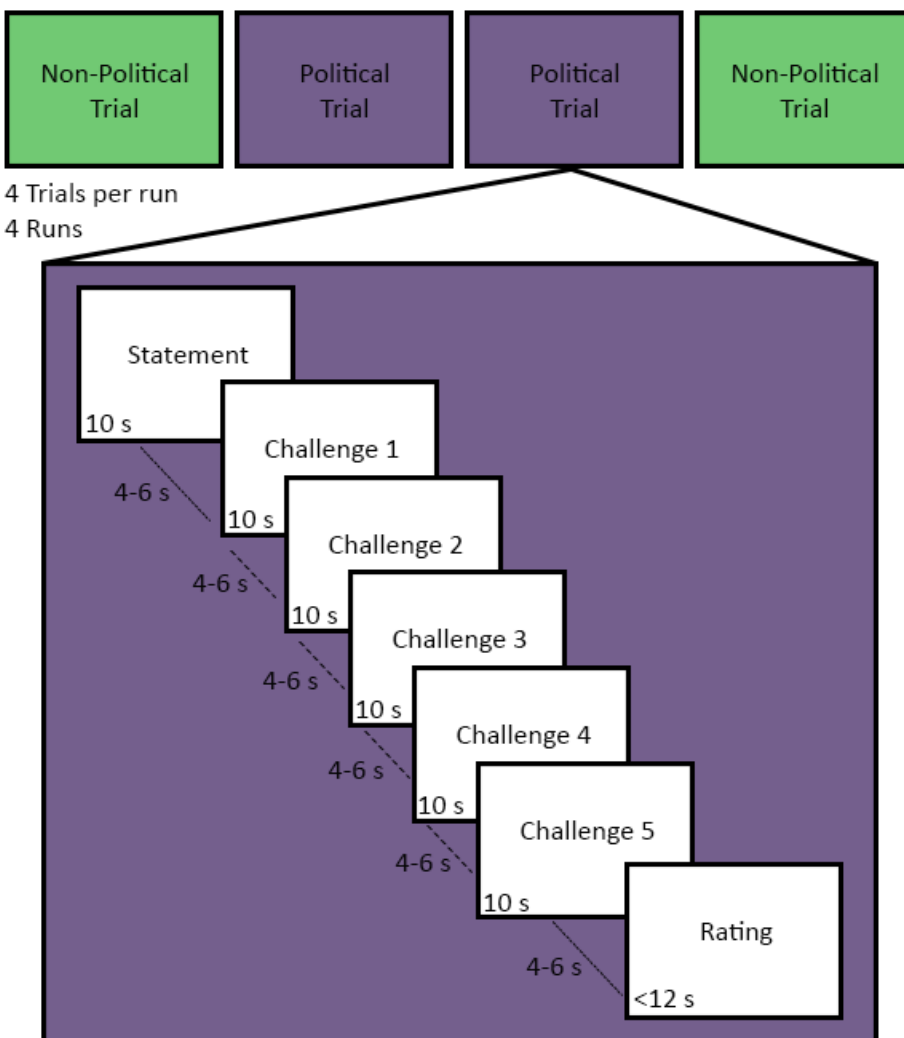 Non-Political
Trial
Political
Trial
Political
Trial
Non-Political
Trial
4 Trials per run
4 Runs
Statement
10 s
4-6 s
Challenge 1
10 s
4-6 s
Challenge 2
10 s
4-6 s
Challenge 3
10 s
4-6 s
Challenge 4
10 s
4-6 s
Challenge 5
10 s
4-6 s
Rating
<12 s